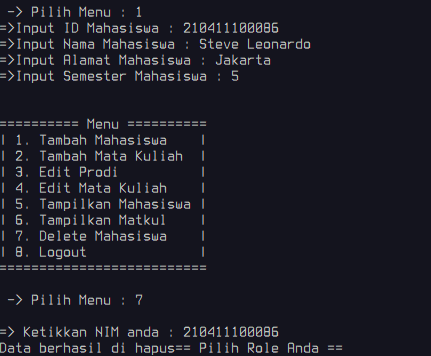 -> Pilih Menu : 1
=>Input ID Mahasiswa : 210411100086
=>Input Nama Mahasiswa : Steve Leonardo
=>Input Alamat Mahasiswa : Jakarta
=>Input Semester Mahasiswa : 5
========== Menu ==========
| 1. Tambah Mahasiswa    |
| 2. Tambah Mata Kuliah  |
| 3. Edit Prodi          |
| 4. Edit Mata Kuliah    |
| 5. Tampilkan Mahasiswa |
| 6. Tampilkan Matkul    |
| 7. Delete Mahasiswa    |
| 8. Logout              |
==========================
-> Pilih Menu : 7
=> Ketikkan NIM anda : 210411100086
Data berhasil di hapus== Pilih Role Anda ==